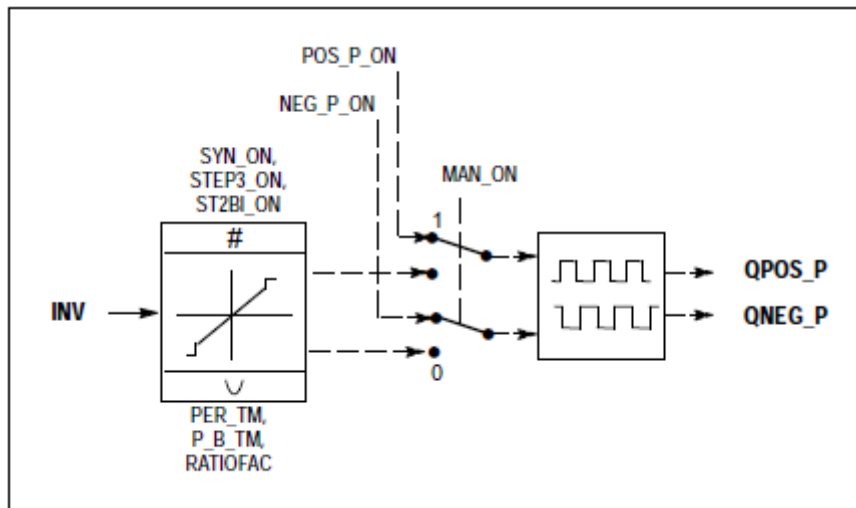 POS_P_ON
NEG_P_ON
SYN_ON,
STEP3_ON,
ST2BI_ON
MAN_ON
1
#
INV
QPOS_P
QNEG_P
0
PER_TM,
P_B_TM,
RATIOFAC